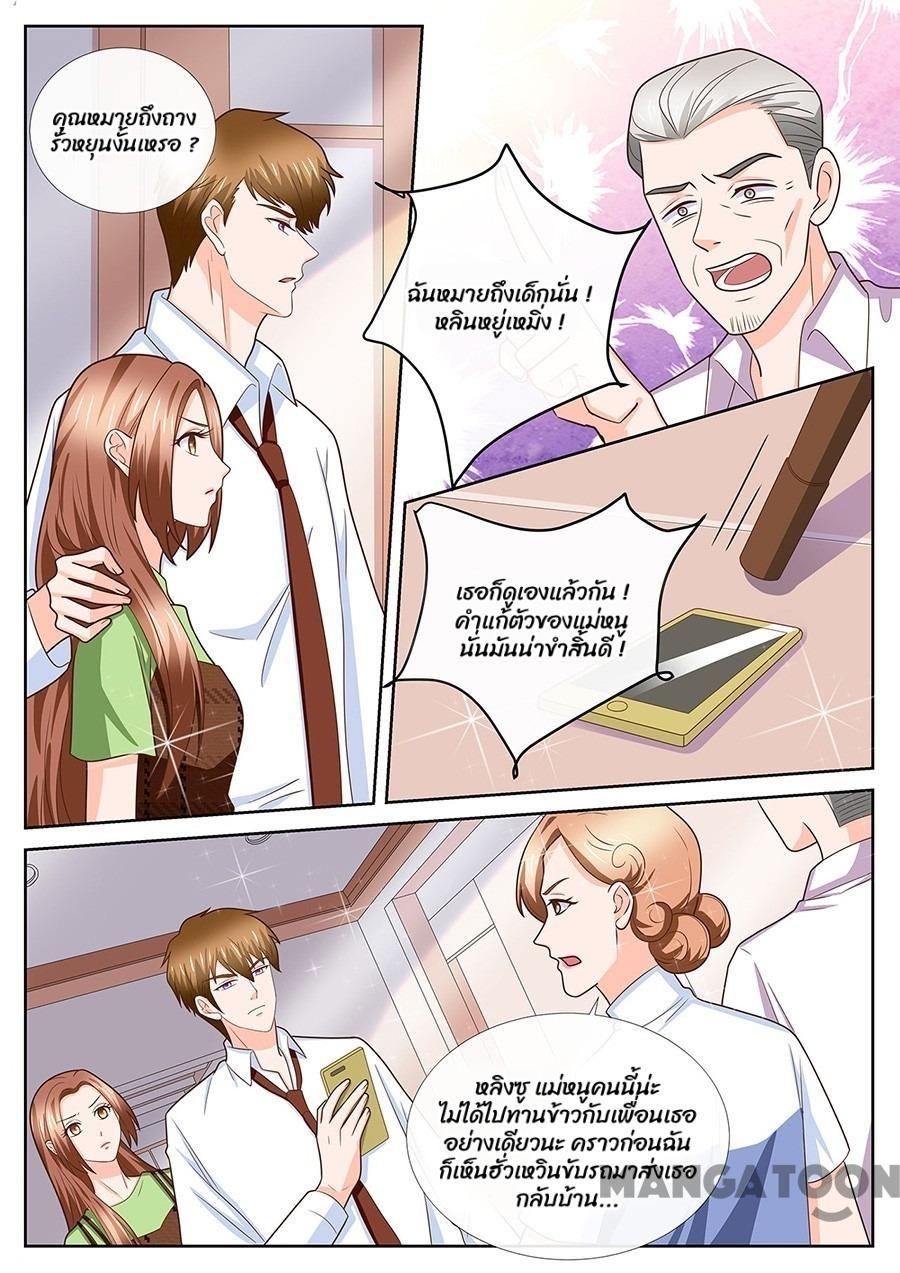 คุณหมายถึงถาง
รั่วหยุนงั้นเหรอ ?
ฉันหมายถึงเด็กนั่น !
หลินหยู่เหมิ่ง !
เธอก็ดูเองแล้วกัน !
คำแก้ตัวของแม่หนู
นั่นมันน่าขำสิ้นดี !
หลิงซู แม่หนูคนนี้น่ะ
ไม่ได้ไปทานข้าวกับเพื่อนเธอ
อย่างเดียวนะ คราวก่อนฉัน
ก็เห็นฮั่วเหวินขับรถมาส่งเธอ
กลับบ้าน...
MANGATOON